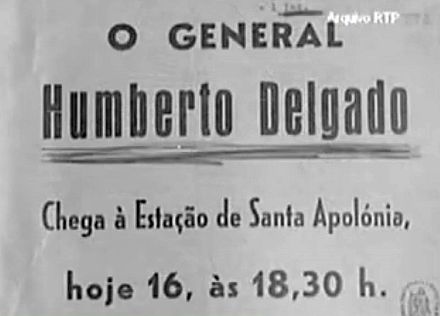 Arquivo RTP
O GENERAL
Humberto Delgado
Chega à Estação de Santa Apolónia,
hoje 16, às 18,30 h.